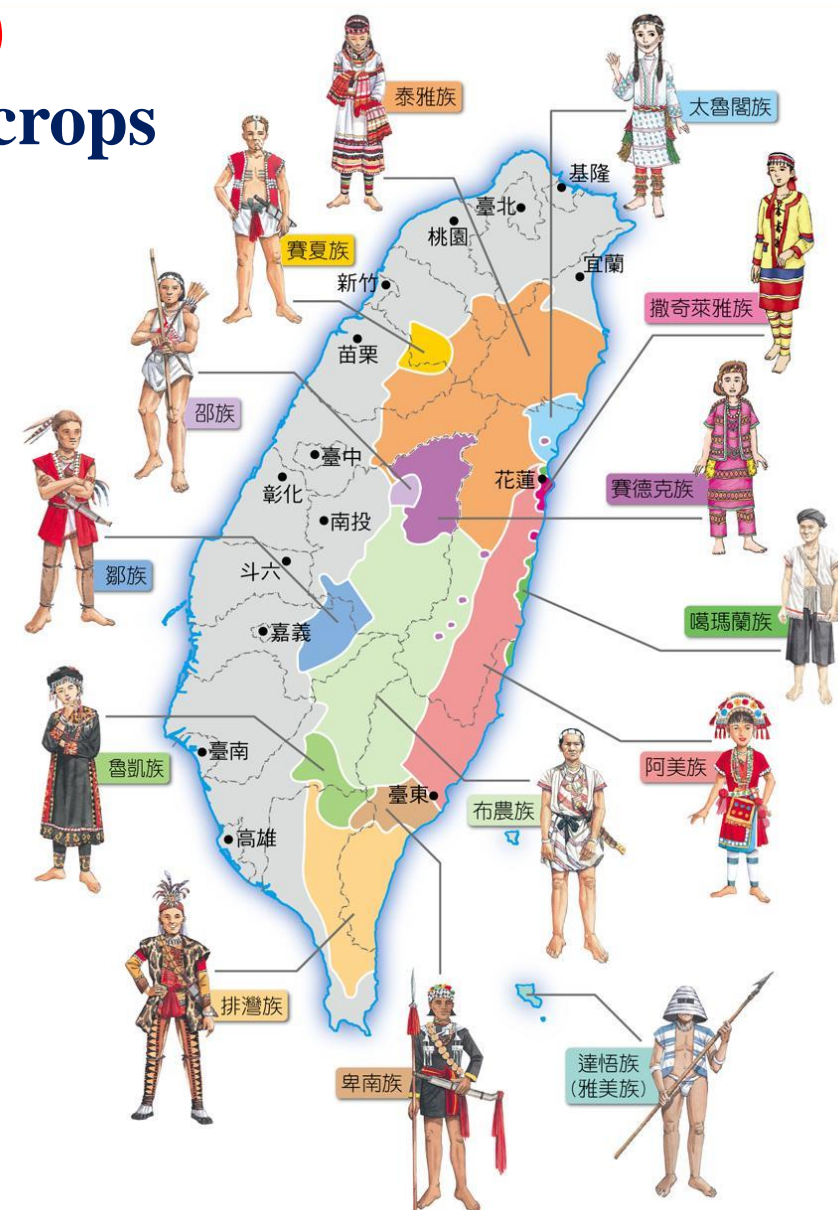 crops
泰雅族
太魯閣族
基隆
臺北
桃園
賽夏族
宜蘭
新竹
撒奇萊雅族
苗栗
邵族
臺中
花蓮
賽德克族
彰化
南投
斗六
鄒族
噶瑪蘭族
嘉義
臺南
魯凱族
阿美族
臺東
布農族
高雄
排灣族
卑南族
達悟族
(雅美族)